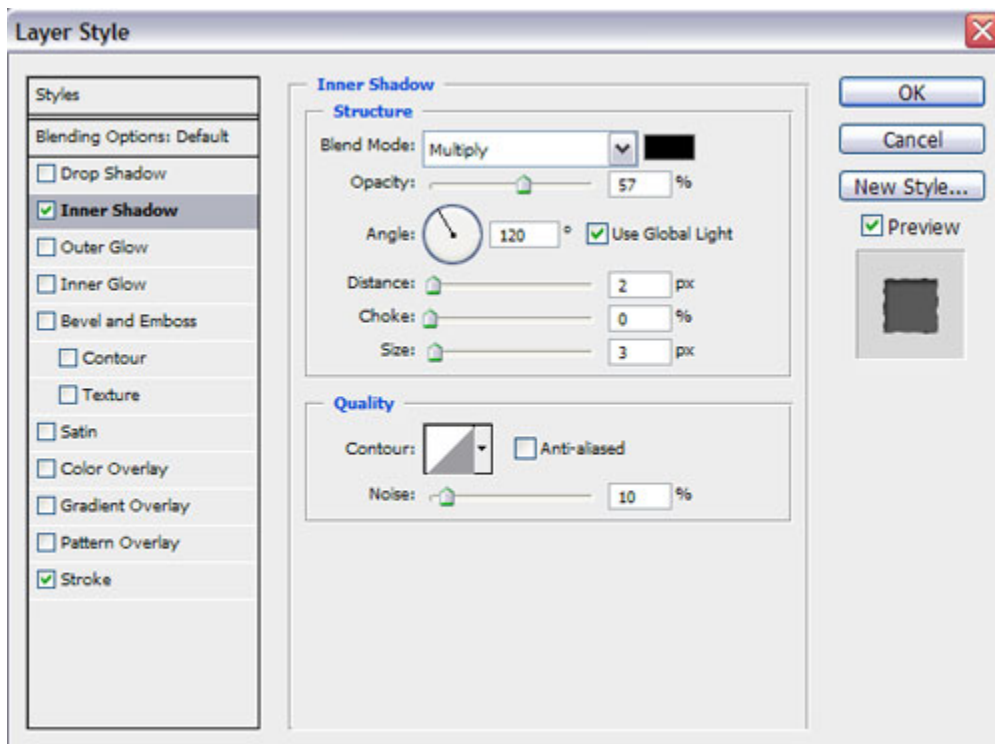 Layer Style
Styles
Blending Options: Default
Drop Shadow
Inner Shadow
Outer Glow
Inner Glow
Bevel and Emboss
Contour
Texture
Satin
Color Overlay
Gradient Overlay
Pattern Overlay
Stroke
Inner Shadow
Structure
Blend Mode: Multiply
Opacity: 57 %
Angle: 120 ° Use Global Light
Distance: 2 px
Choke: 0 %
Size: 3 px
Quality
Contour: Anti-aliased
Noise: 10 %
OK
Cancel
New Style...
Preview